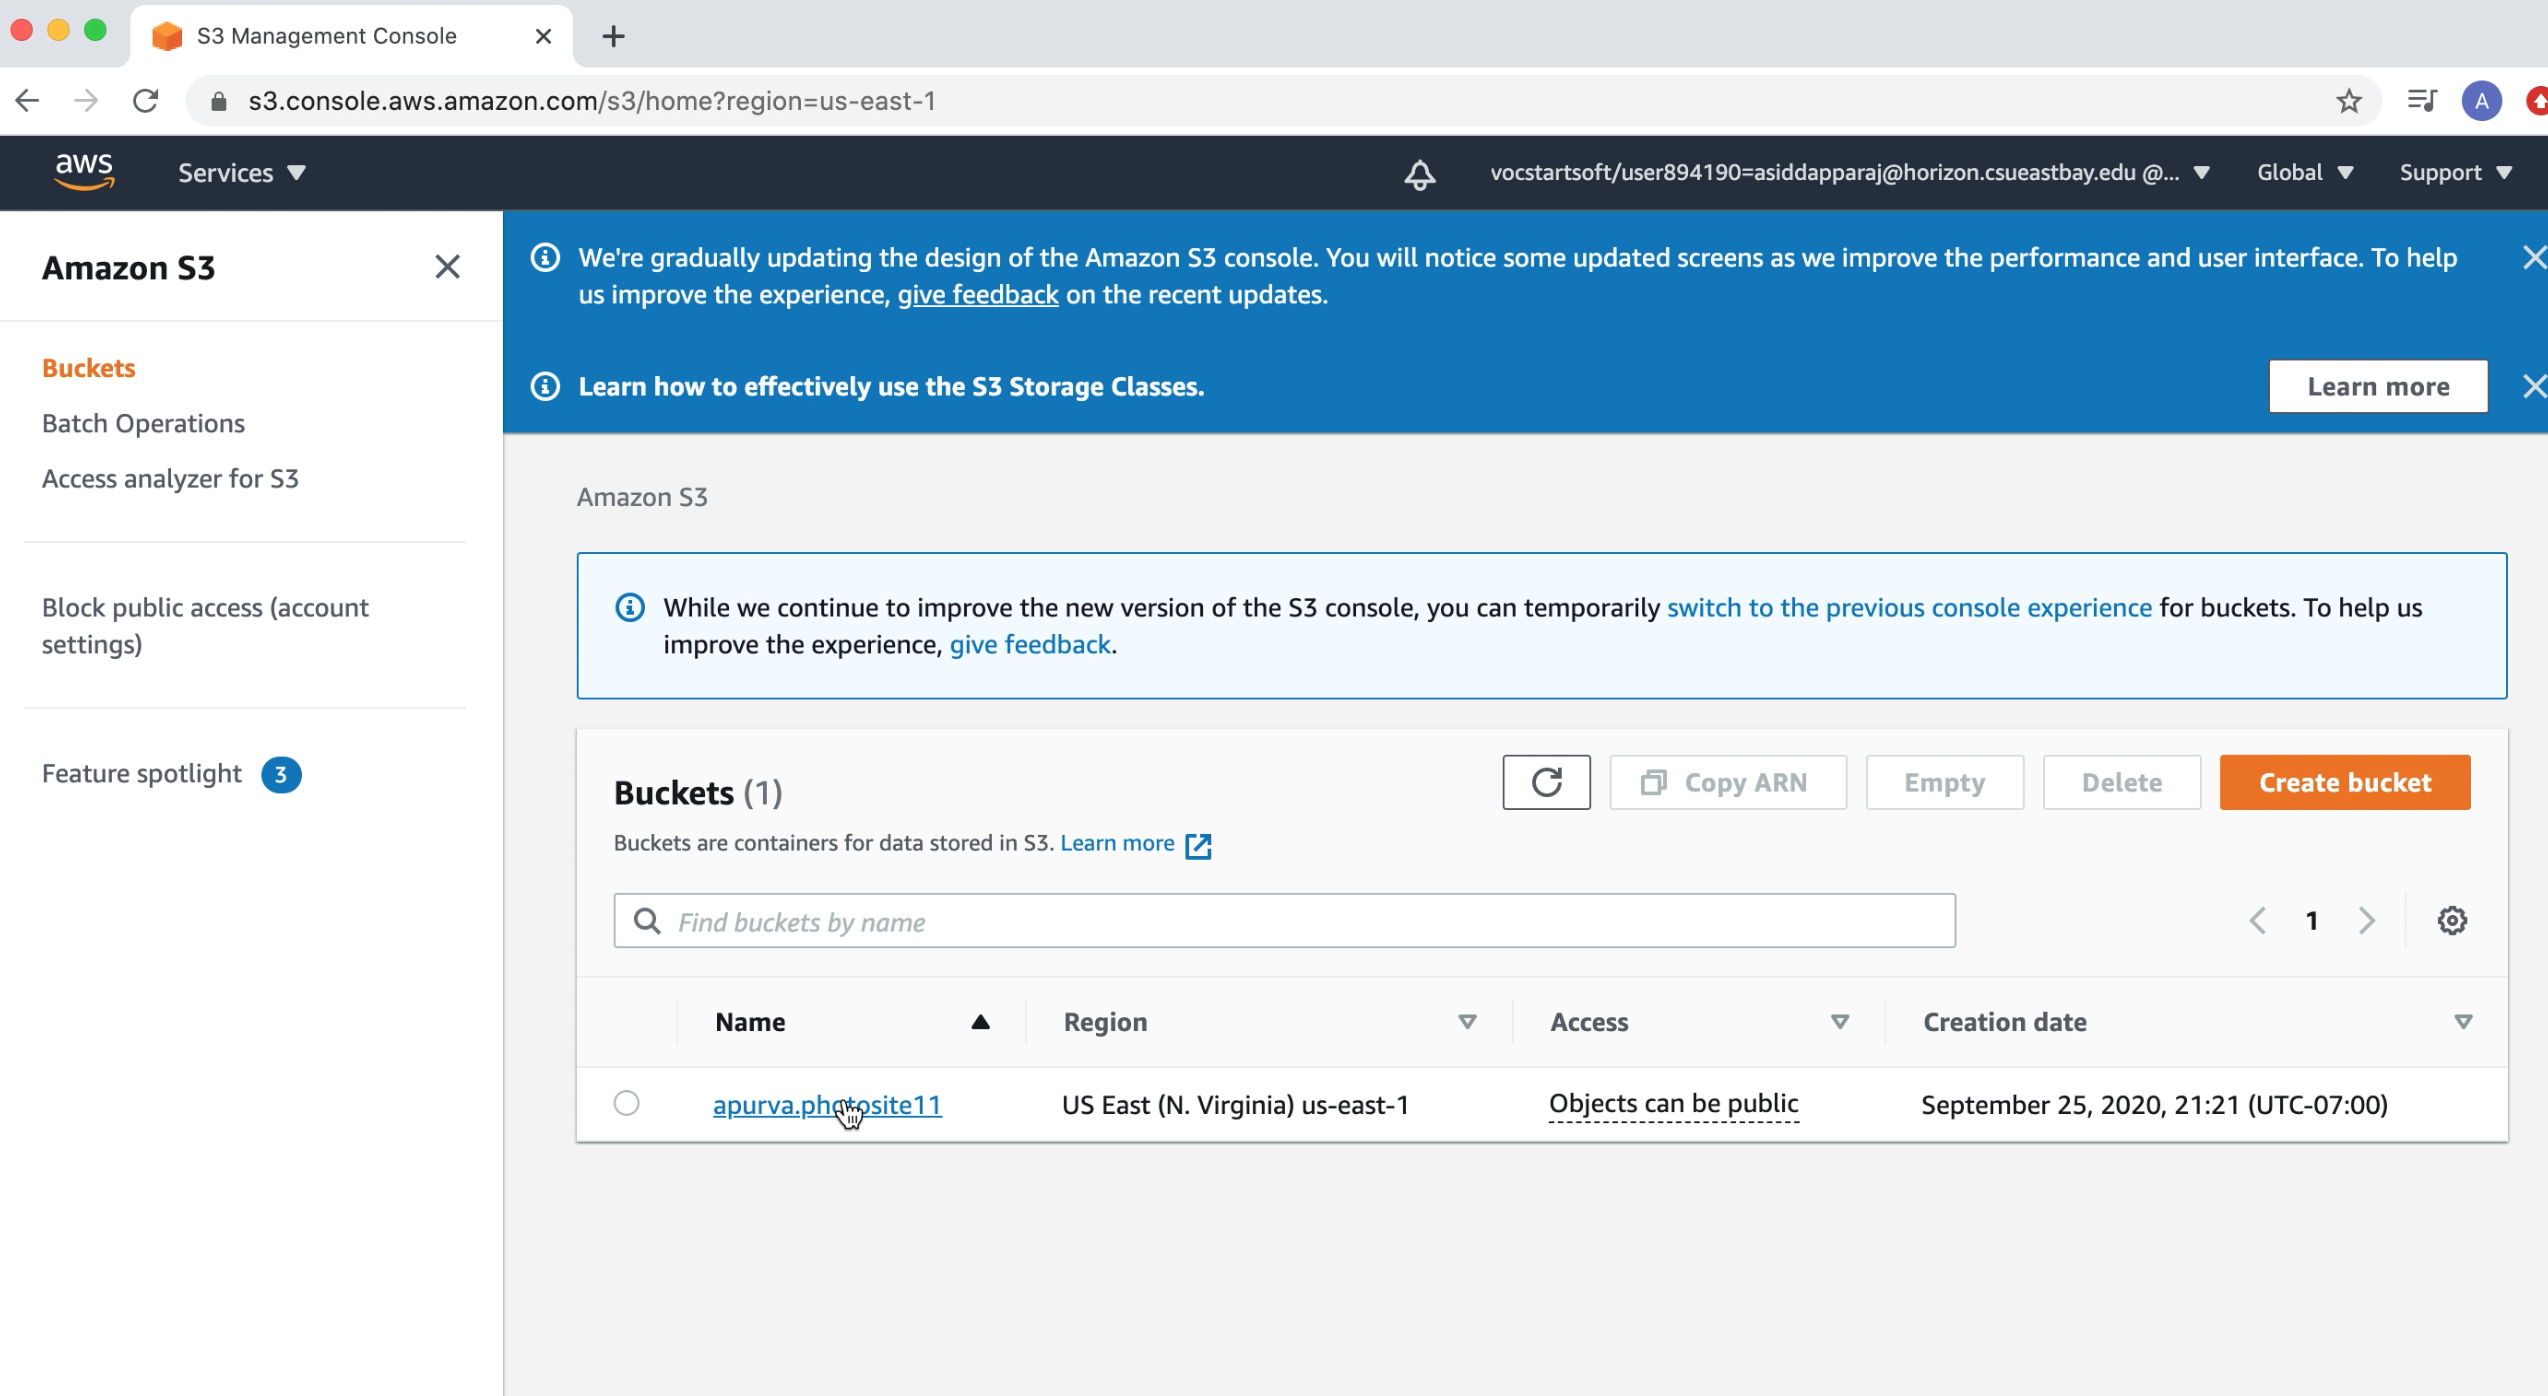 S3 Management Console
s3.console.aws.amazon.com/s3/home?region=us-east-1
A
aws
Services
vocstartsoft/user894190=asiddapparaj@horizon.csueastbay.edu @...
Global
Support
Amazon S3
Buckets
Batch Operations
Access analyzer for S3
Block public access (account
settings)
Feature spotlight 3
We're gradually updating the design of the Amazon S3 console. You will notice some updated screens as we improve the performance and user interface. To help
us improve the experience, give feedback on the recent updates.
Learn how to effectively use the S3 Storage Classes.
Learn more
Amazon S3
While we continue to improve the new version of the S3 console, you can temporarily switch to the previous console experience for buckets. To help us
improve the experience, give feedback.
Buckets (1)
Copy ARN
Empty
Delete
Create bucket
Buckets are containers for data stored in S3. Learn more
Find buckets by name
1
Name
Region
Access
Creation date
apurva.photosite11
US East (N. Virginia) us-east-1
Objects can be public
September 25, 2020, 21:21 (UTC-07:00)